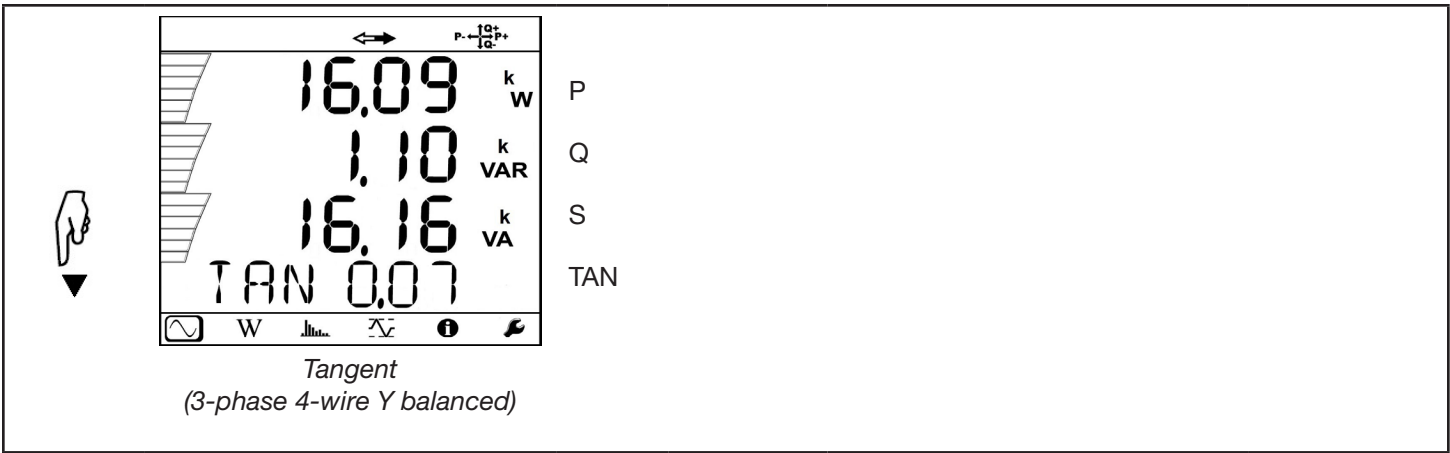 P- Q+ P+
Q-
16.09 k W P
1.10 k VAR Q
16.16 k VA S
TAN 0.07 TAN
W
Tangent
(3-phase 4-wire Y balanced)